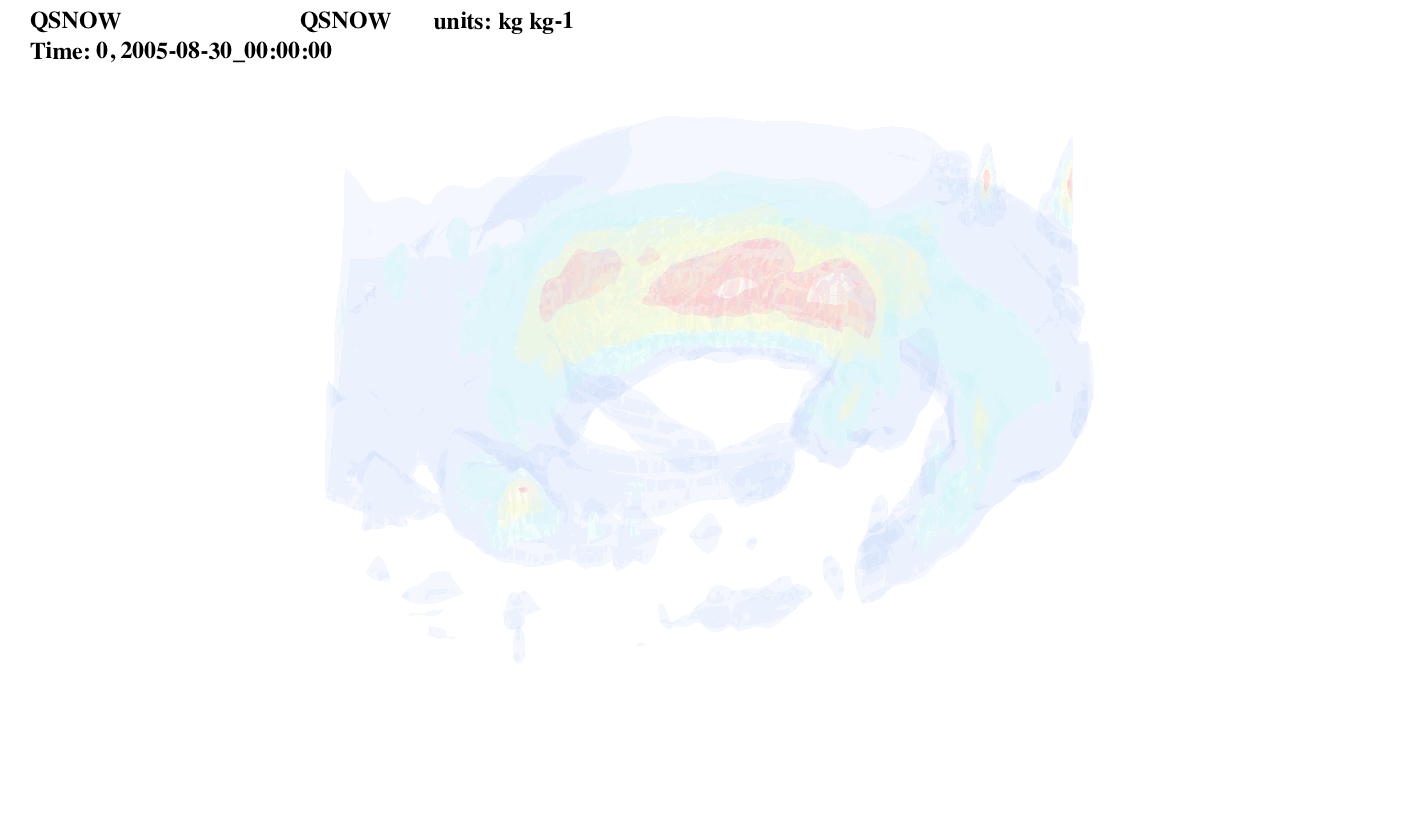 QSNOW QSNOW units: kg kg-1
Time: 0, 2005-08-30_00:00:00